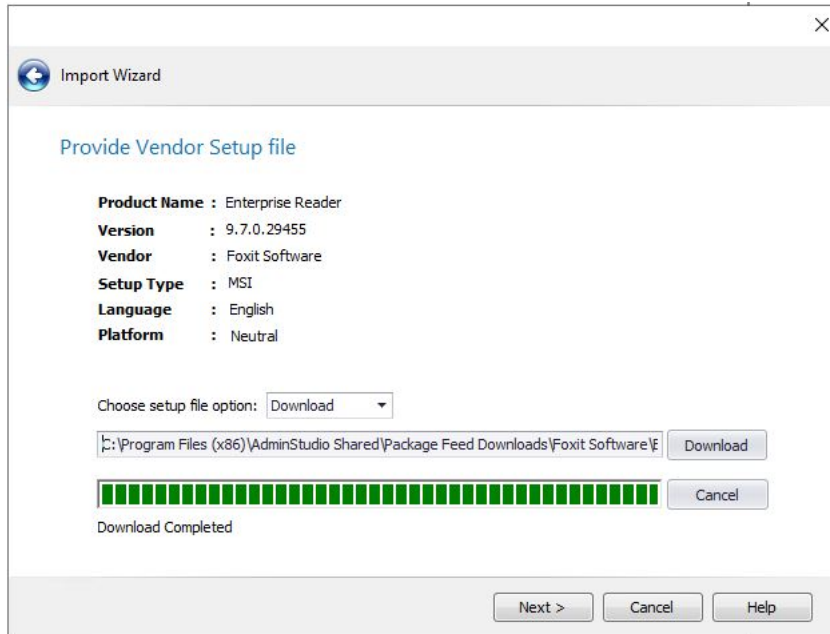 Import Wizard
Provide Vendor Setup file
Product Name : Enterprise Reader
Version : 9.7.0.29455
Vendor : Foxit Software
Setup Type : MSI
Language : English
Platform : Neutral
Choose setup file option: Download
C:\Program Files (x86)\AdminStudio Shared\Package Feed Downloads\Foxit Software\E Download
Cancel
Download Completed
Next > Cancel Help